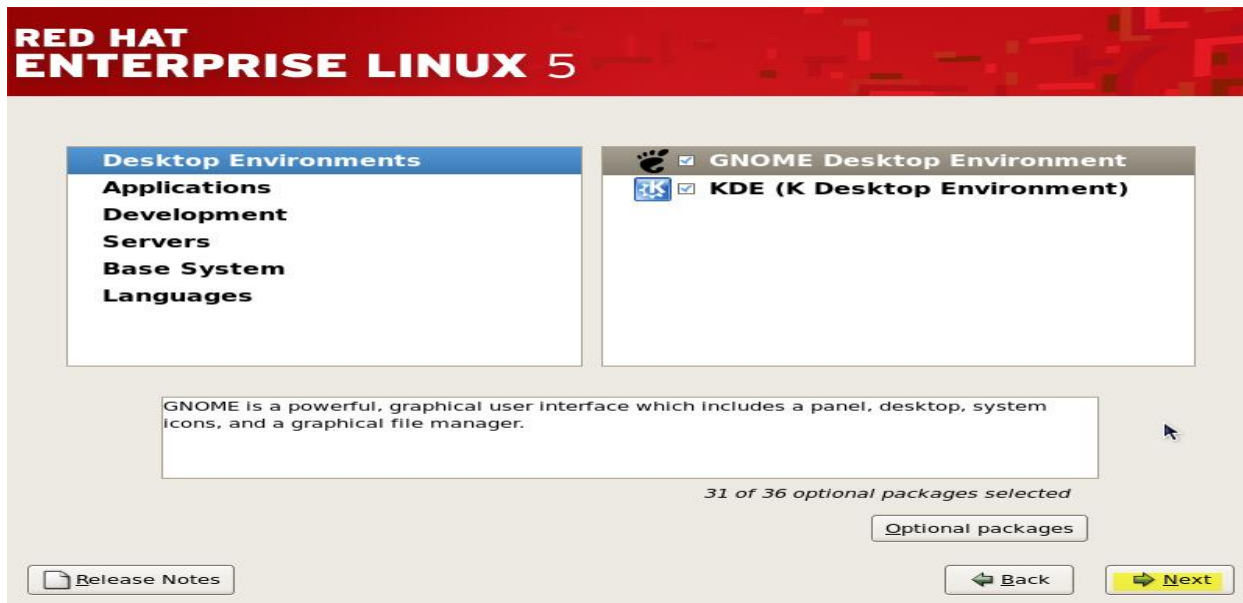 RED HAT
ENTERPRISE LINUX 5
Desktop Environments
Applications
Development
Servers
Base System
Languages
GNOME Desktop Environment
KDE (K Desktop Environment)
GNOME is a powerful, graphical user interface which includes a panel, desktop, system
icons, and a graphical file manager.
31 of 36 optional packages selected
Optional packages
Release Notes
Back
Next